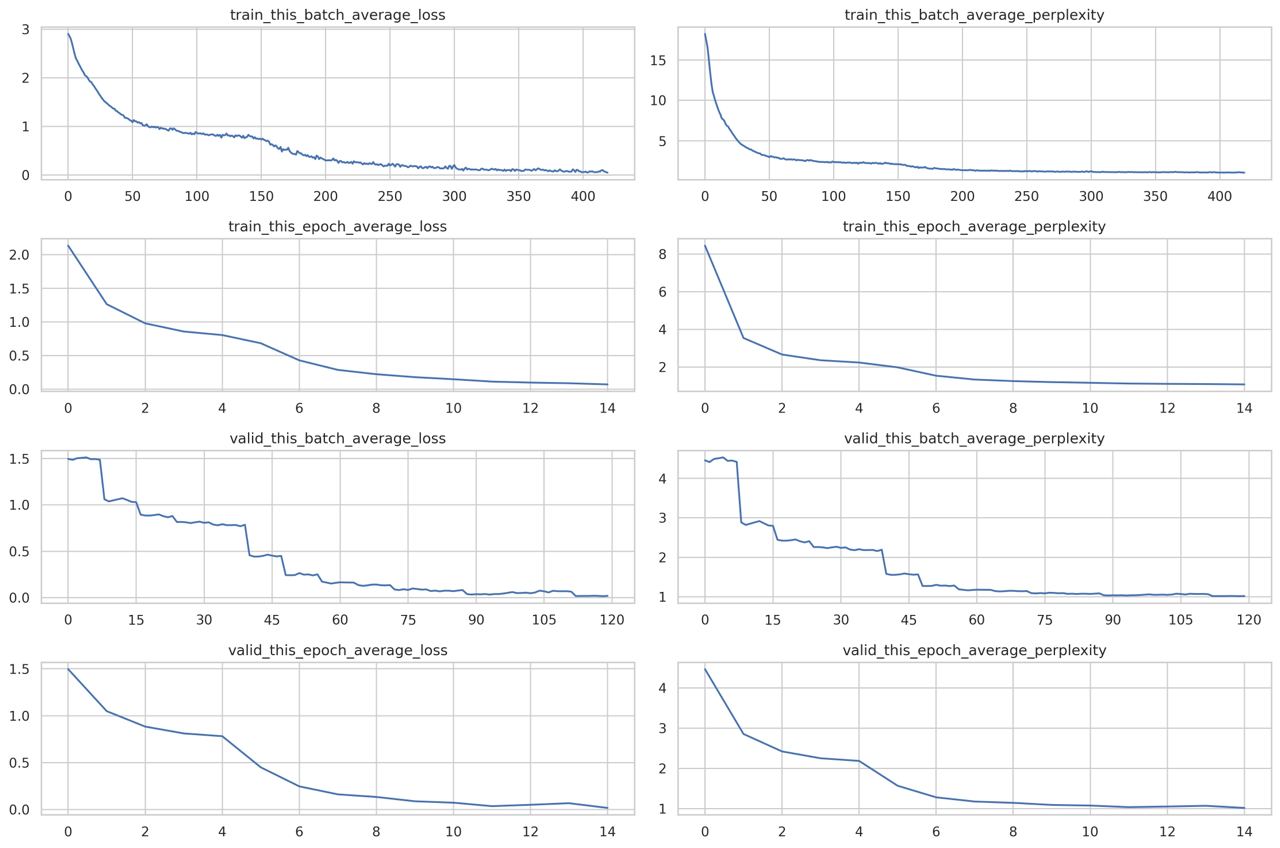 train_this_batch_average_loss
3
2
1
0
0 50 100 150 200 250 300 350 400
train_this_batch_average_perplexity
15
10
5
0 50 100 150 200 250 300 350 400
train_this_epoch_average_loss
2.0
1.5
1.0
0.5
0.0
0 2 4 6 8 10 12 14
train_this_epoch_average_perplexity
8
6
4
2
0 2 4 6 8 10 12 14
valid_this_batch_average_loss
1.5
1.0
0.5
0.0
0 15 30 45 60 75 90 105 120
valid_this_batch_average_perplexity
4
3
2
1
0 15 30 45 60 75 90 105 120
valid_this_epoch_average_loss
1.5
1.0
0.5
0.0
0 2 4 6 8 10 12 14
valid_this_epoch_average_perplexity
4
3
2
1
0 2 4 6 8 10 12 14